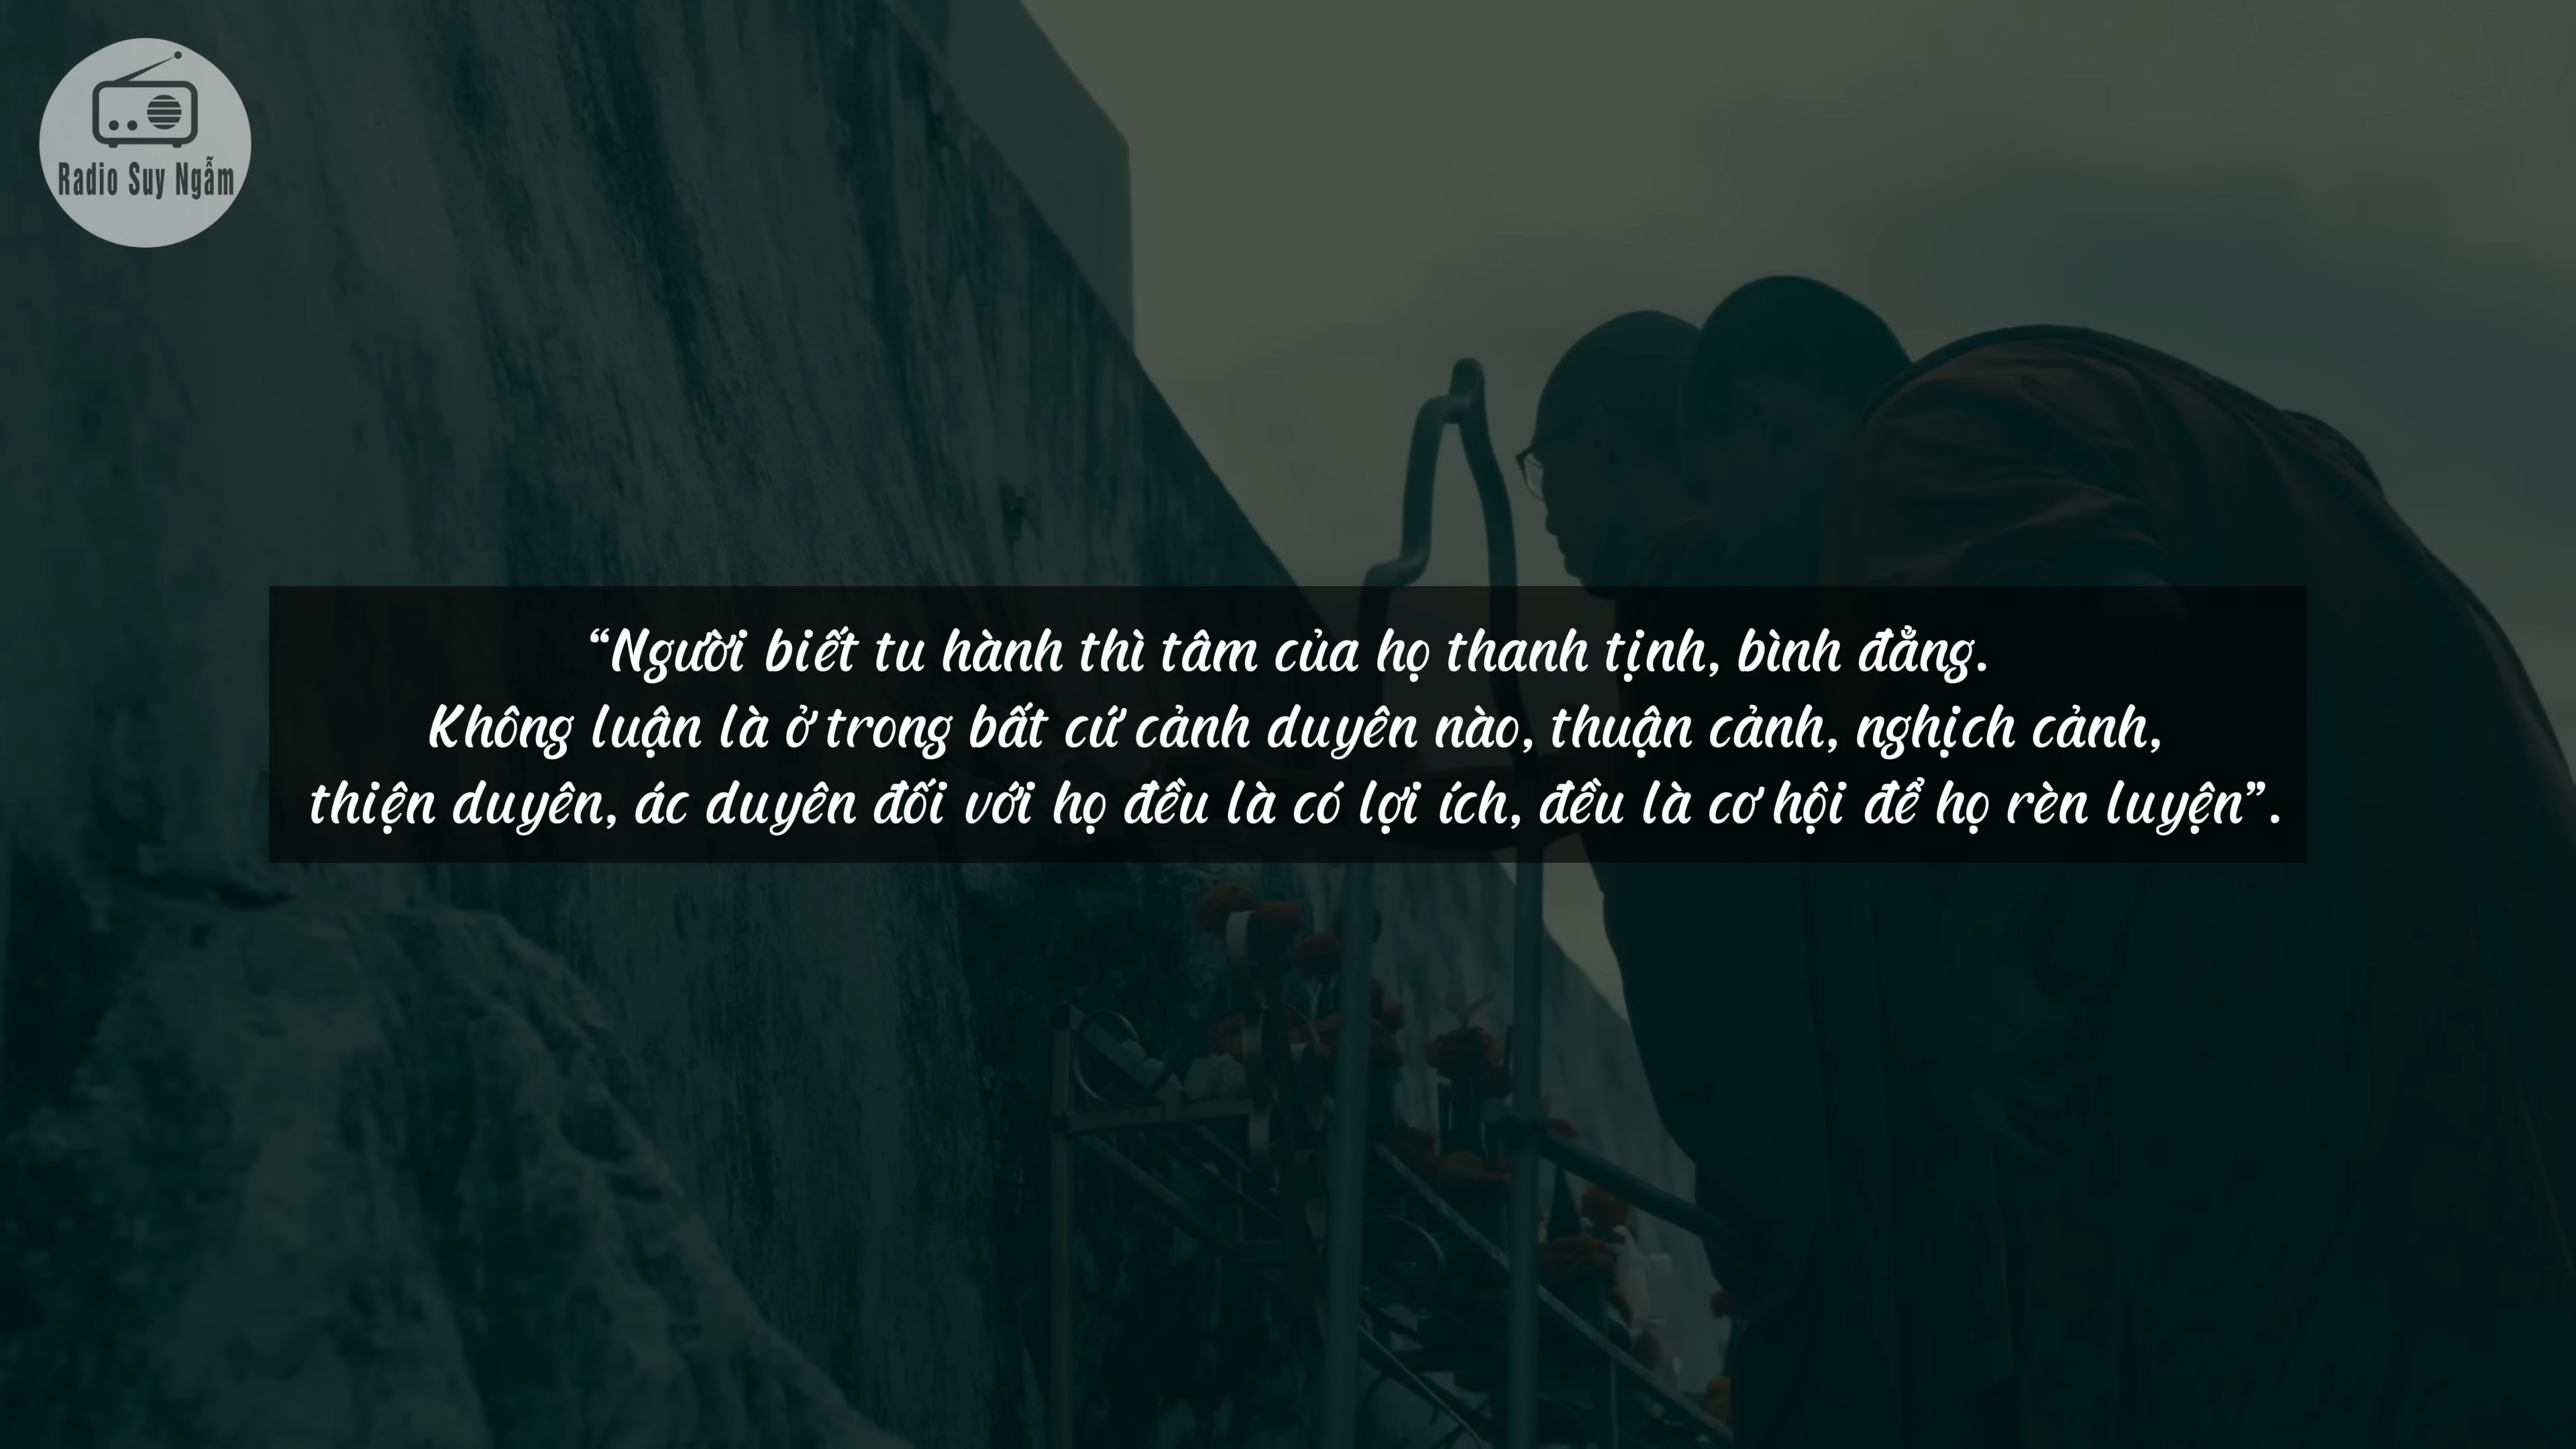 Radio Suy Ngẫm
“Người biết tu hành thì tâm của họ thanh tịnh, bình đẳng.
Không luận là ở trong bất cứ cảnh duyên nào, thuận cảnh, nghịch cảnh,
thiện duyên, ác duyên đối với họ đều là có lợi ích, đều là cơ hội để họ rèn luyện”.